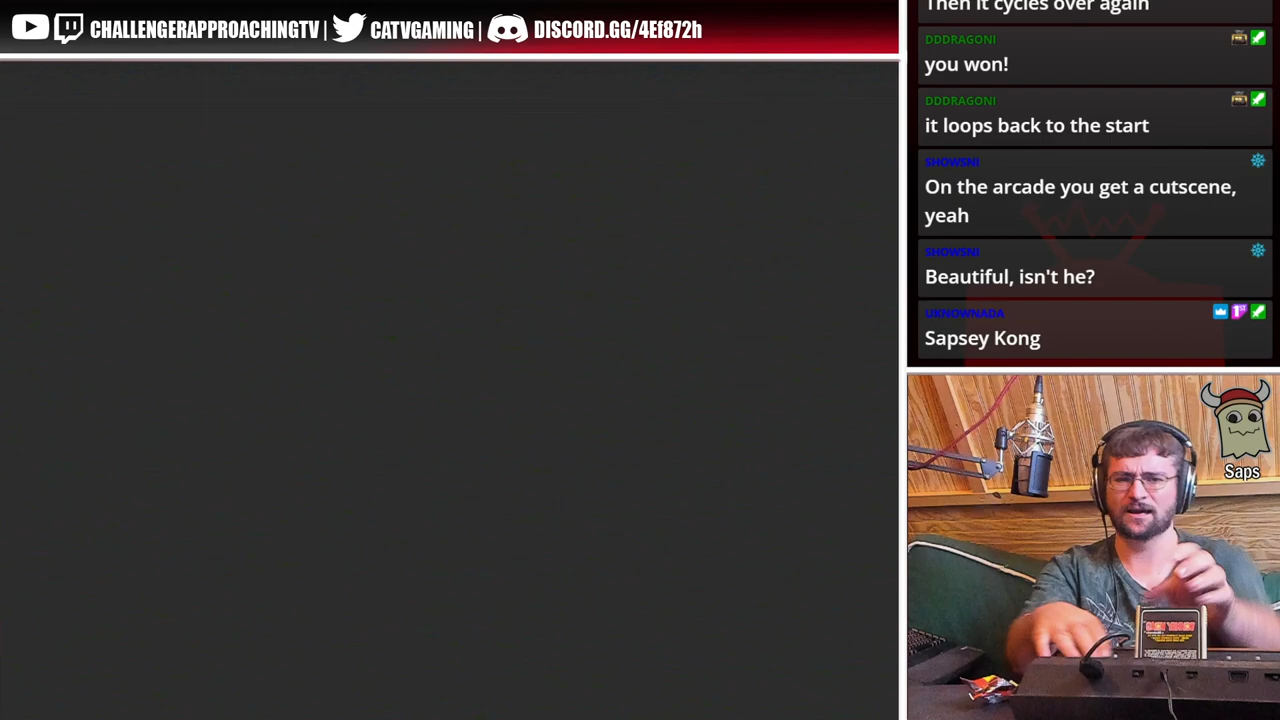 CHALLENGERAPPROACHINGTV | CATVGAMING | DISCORD.GG/4Ef872h
Then it cycles over again
DDDRAGONI
you won!
DDDRAGONI
it loops back to the start
SHOWSNI
On the arcade you get a cutscene,
yeah
SHOWSNI
Beautiful, isn't he?
UKNOWNADA
Sapsey Kong
Saps